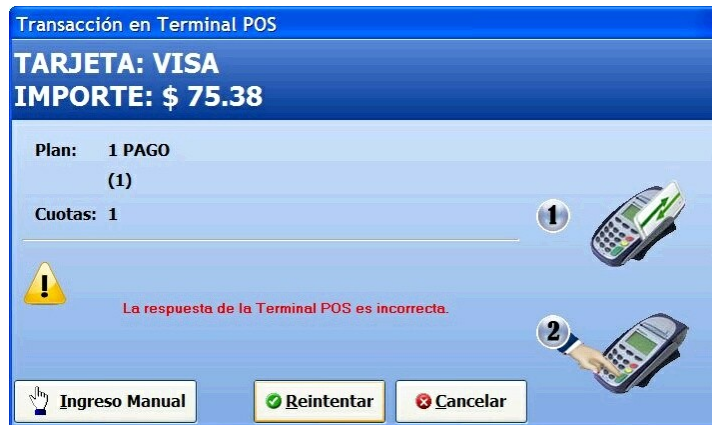 Transacción en Terminal POS
TARJETA: VISA
IMPORTE: $ 75.38
Plan: 1 PAGO
(1)
Cuotas: 1
1
La respuesta de la Terminal POS es incorrecta.
2
Ingreso Manual
Reintentar
Cancelar